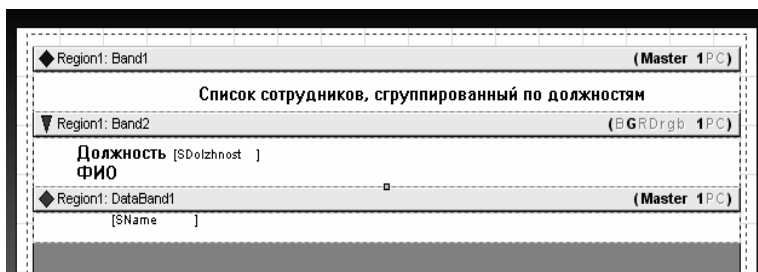 Region1: Band1 (Master 1PC)
Список сотрудников, сгруппированный по должностям
Region1: Band2 (BGRDrgb 1PC)
Должность [SDolzhnost ]
ФИО
Region1: DataBand1 (Master 1PC)
[SName ]